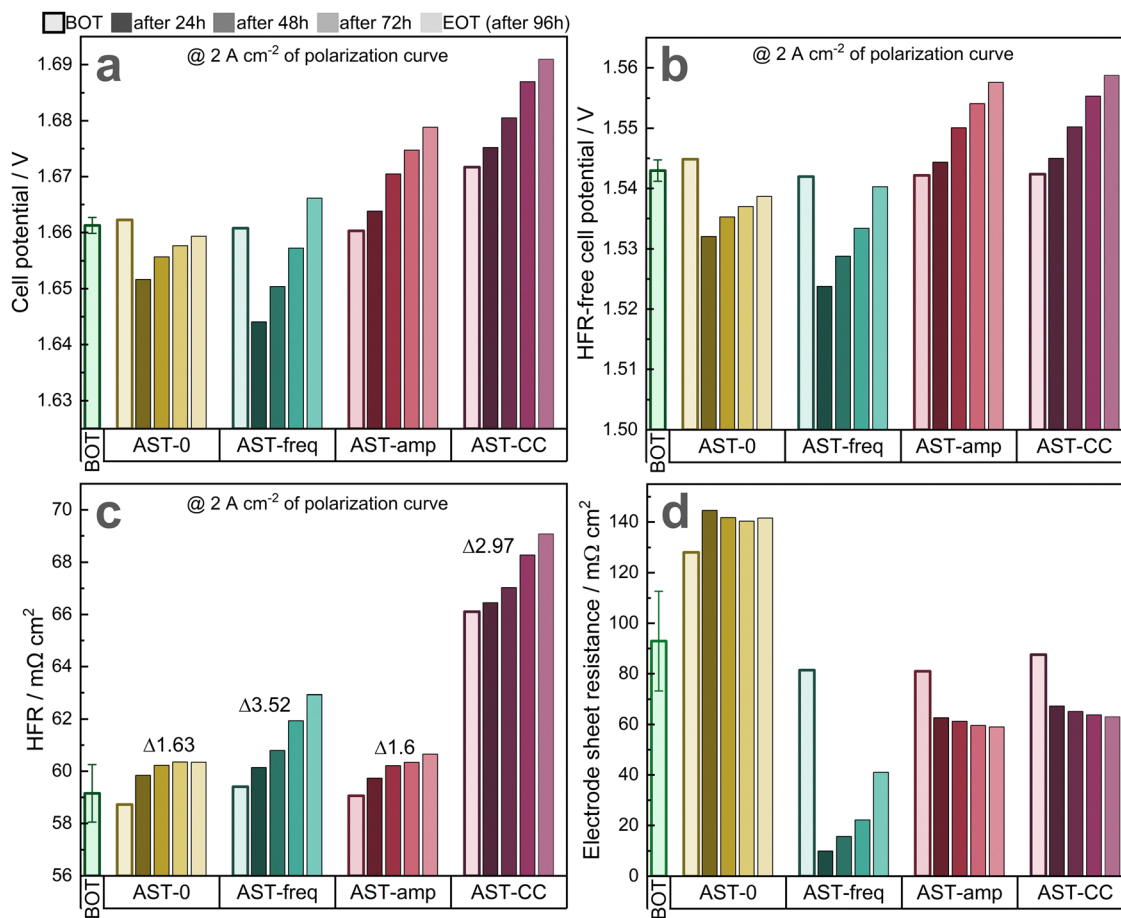 BOT after 24h after 48h after 72h EOT (after 96h)
a
@ 2 A cm⁻² of polarization curve
Cell potential / V
1.69
1.68
1.67
1.66
1.65
1.64
1.63
BOT
AST-0
AST-freq
AST-amp
AST-CC
b
@ 2 A cm⁻² of polarization curve
HFR-free cell potential / V
1.56
1.55
1.54
1.53
1.52
1.51
1.50
BOT
AST-0
AST-freq
AST-amp
AST-CC
c
@ 2 A cm⁻² of polarization curve
HFR / mΩ cm²
70
68
66
64
62
60
58
56
Δ1.63
Δ3.52
Δ1.6
Δ2.97
BOT
AST-0
AST-freq
AST-amp
AST-CC
d
Electrode sheet resistance / mΩ cm²
140
120
100
80
60
40
20
0
BOT
AST-0
AST-freq
AST-amp
AST-CC